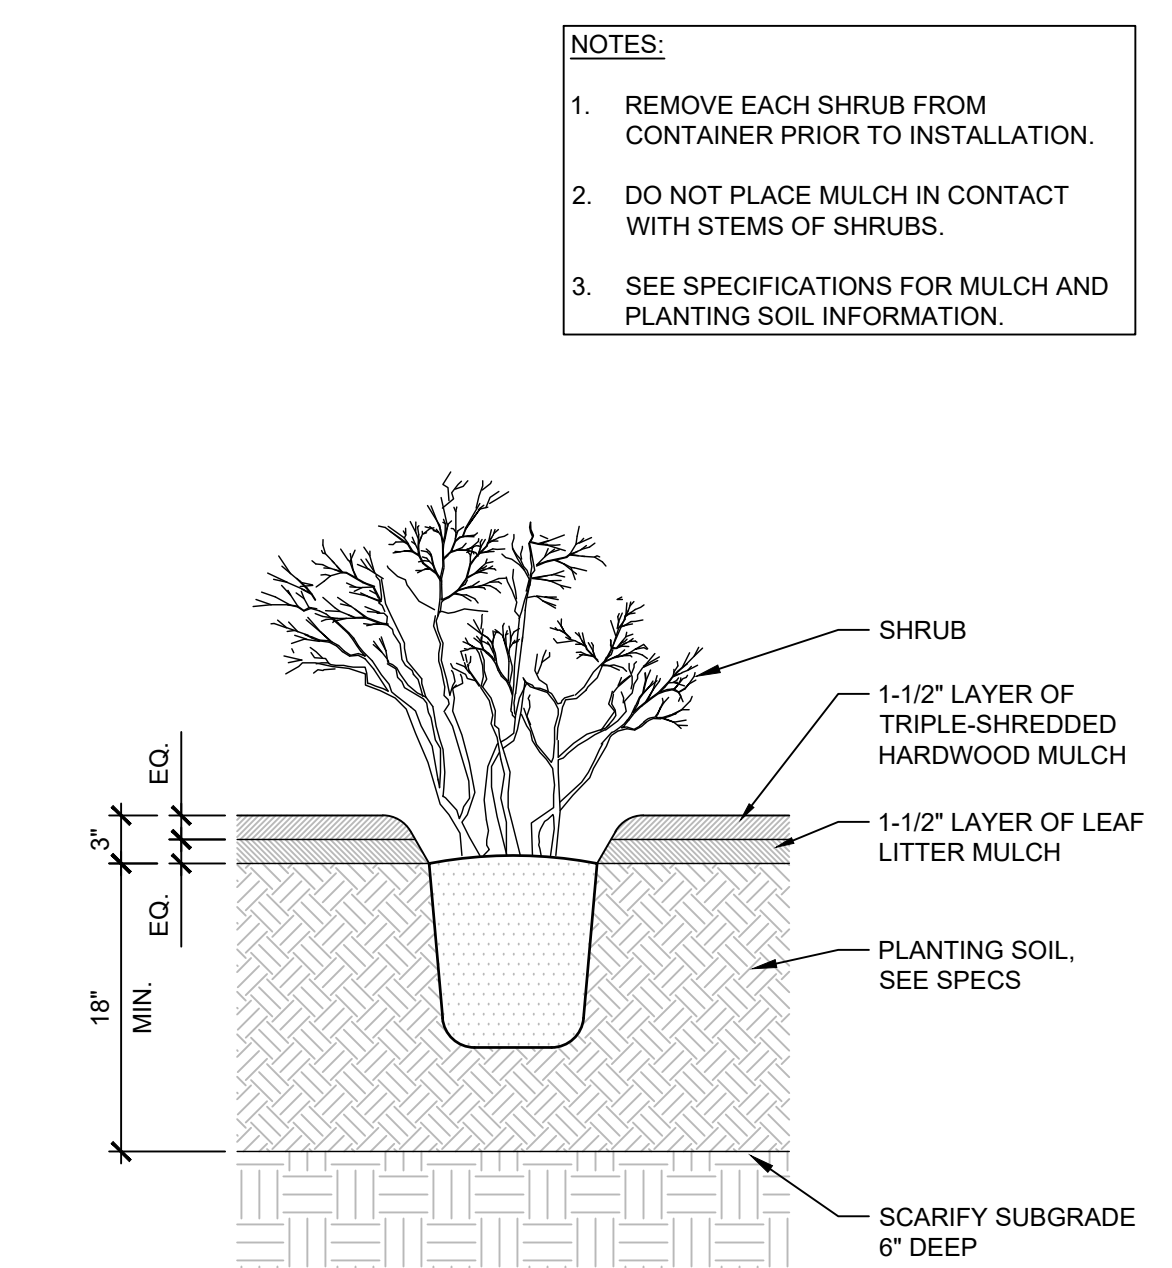 NOTES:
1. REMOVE EACH SHRUB FROM
CONTAINER PRIOR TO INSTALLATION.
2. DO NOT PLACE MULCH IN CONTACT
WITH STEMS OF SHRUBS.
3. SEE SPECIFICATIONS FOR MULCH AND
PLANTING SOIL INFORMATION.
SHRUB
1-1/2" LAYER OF
TRIPLE-SHREDDED
HARDWOOD MULCH
1-1/2" LAYER OF LEAF
LITTER MULCH
PLANTING SOIL,
SEE SPECS
SCARIFY SUBGRADE
6" DEEP
EQ.
3"
EQ.
18"
MIN.